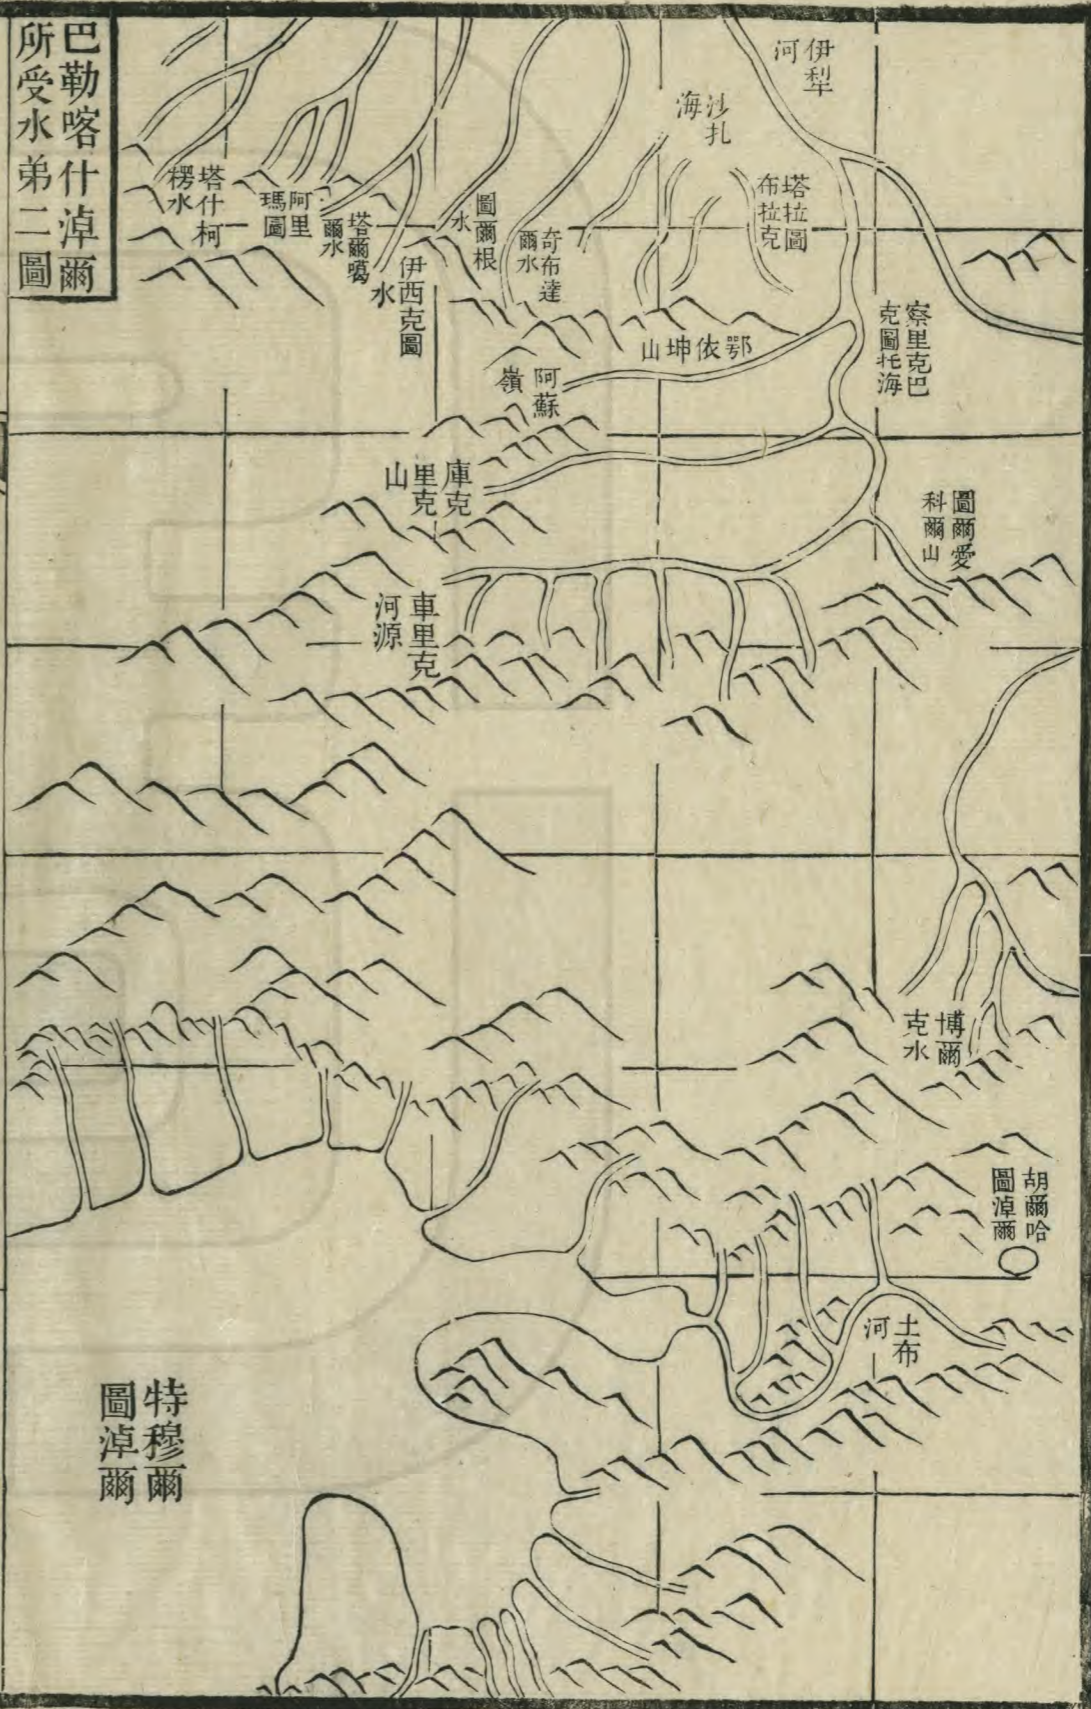 巴勒喀什淖爾
所受水弟二圖
伊犁
河
沙扎
海
塔拉圖
布拉克
奇布達
爾水
圖爾根
水
伊西克圖
水
塔爾噶
爾水
阿里
瑪圖
塔什柯
楞水
察里克巴
克圖托海
鄂依坤山
阿蘇
嶺
庫克
里克
山
圖爾愛
科爾山
車里克
河源
博爾
克水
胡爾哈
圖淖爾
土布
河
特穆爾
圖淖爾